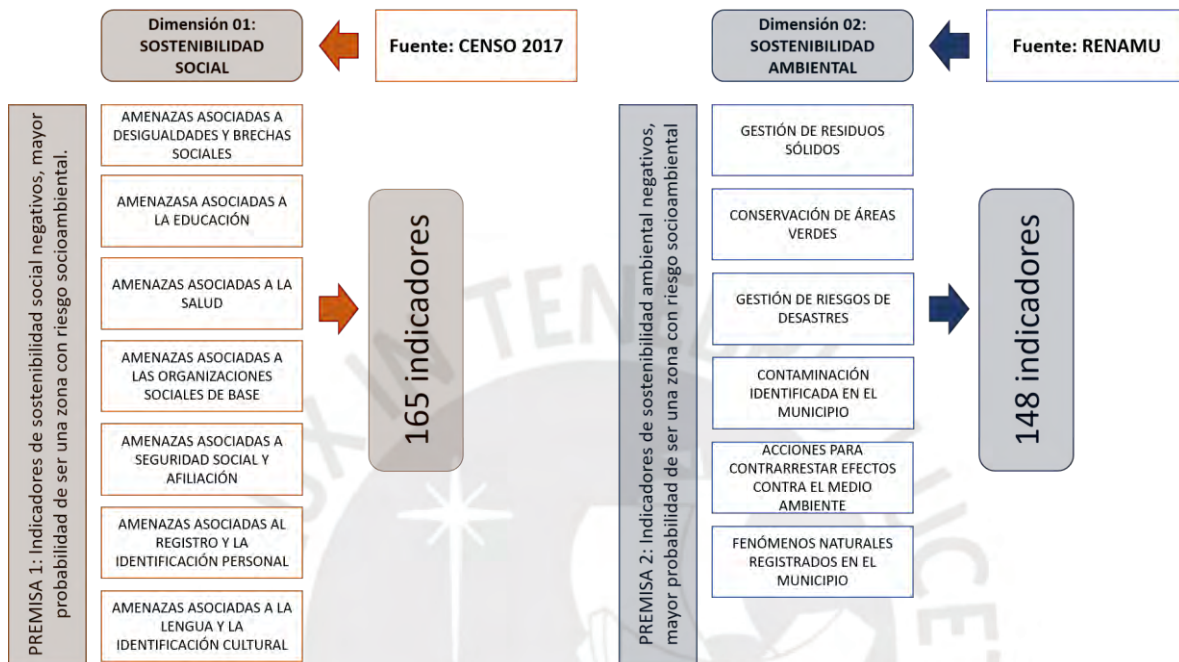 Dimensión 01:
SOSTENIBILIDAD
SOCIAL
Fuente: CENSO 2017
PREMISA 1: Indicadores de sostenibilidad social negativos, mayor
probabilidad de ser una zona con riesgo socioambiental.
AMENAZAS ASOCIADAS A
DESIGUALDADES Y BRECHAS
SOCIALES
AMENAZASA ASOCIADAS A
LA EDUCACIÓN
AMENAZAS ASOCIADAS A LA
SALUD
AMENAZAS ASOCIADAS A
LAS ORGANIZACIONES
SOCIALES DE BASE
AMENAZAS ASOCIADAS A
SEGURIDAD SOCIAL Y
AFILIACIÓN
AMENAZAS ASOCIADAS AL
REGISTRO Y LA
IDENTIFICACIÓN PERSONAL
AMENAZAS ASOCIADAS A LA
LENGUA Y LA
IDENTIFICACIÓN CULTURAL
165 indicadores
Dimensión 02:
SOSTENIBILIDAD
AMBIENTAL
Fuente: RENAMU
PREMISA 2: Indicadores de sostenibilidad ambiental negativos,
mayor probabilidad de ser una zona con riesgo socioambiental
GESTIÓN DE RESIDUOS
SÓLIDOS
CONSERVACIÓN DE ÁREAS
VERDES
GESTIÓN DE RIESGOS DE
DESASTRES
CONTAMINACIÓN
IDENTIFICADA EN EL
MUNICIPIO
ACCIONES PARA
CONTRARRESTAR EFECTOS
CONTRA EL MEDIO
AMBIENTE
FENÓMENOS NATURALES
REGISTRADOS EN EL
MUNICIPIO
148 indicadores